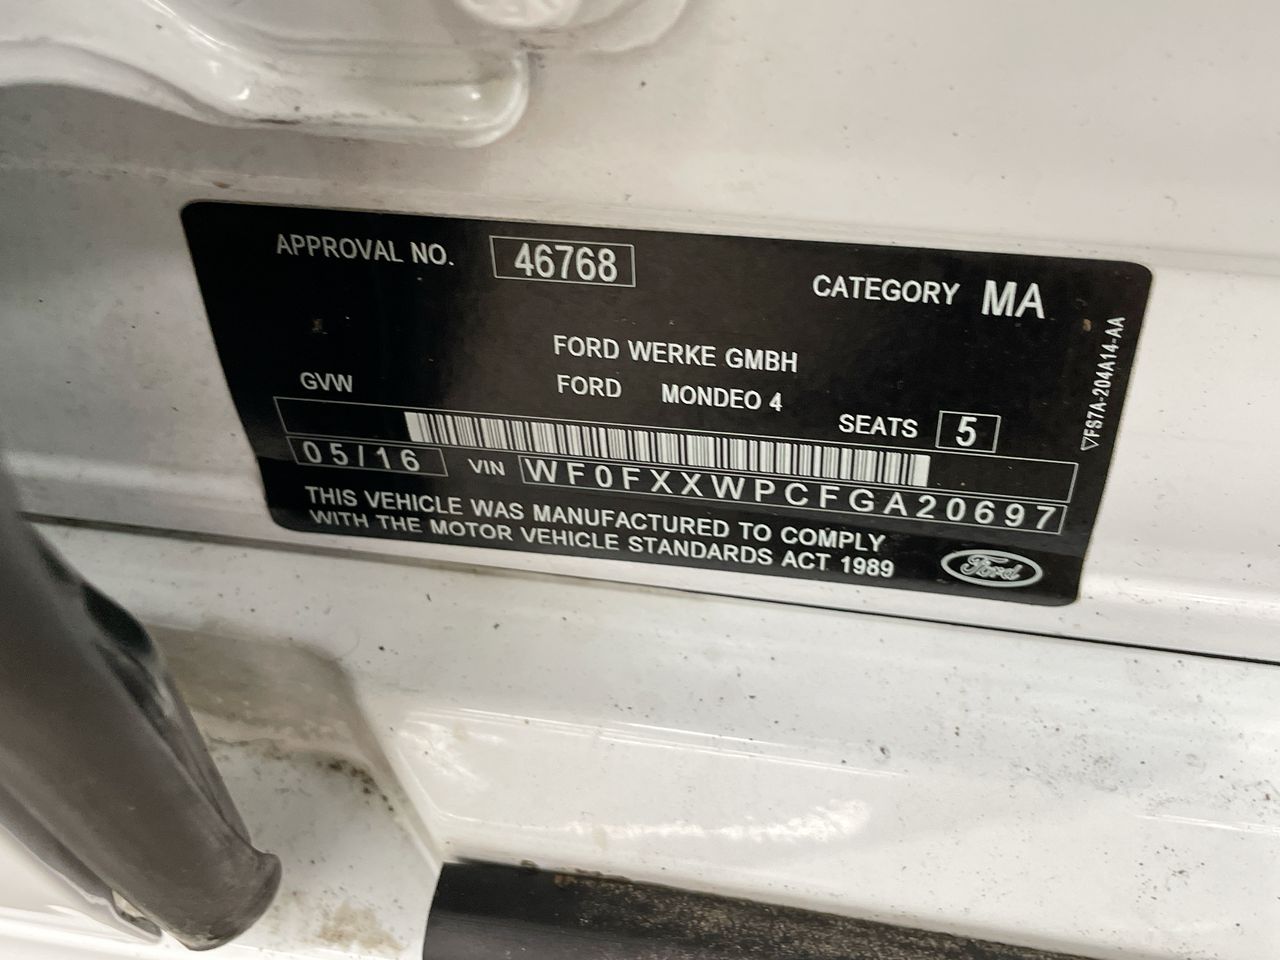 APPROVAL NO. 46768
CATEGORY MA
FORD WERKE GMBH
GVW
FORD MONDEO 4
SEATS 5
05/16 VIN WF0FXXWPCFGA20697
THIS VEHICLE WAS MANUFACTURED TO COMPLY
WITH THE MOTOR VEHICLE STANDARDS ACT 1989
Ford
FS7A-204A14-AA